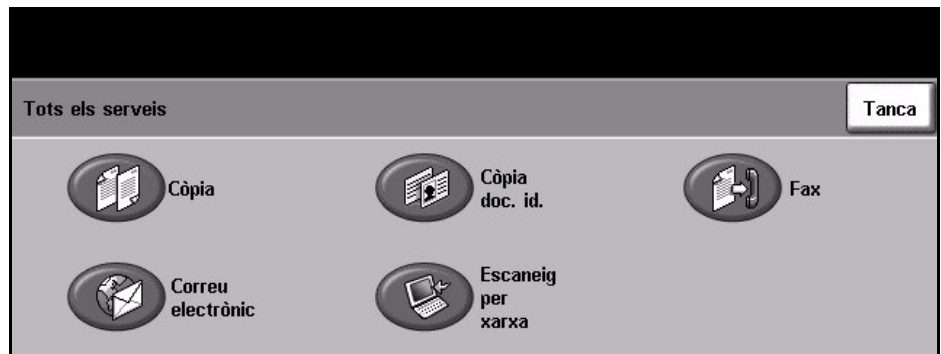 Tots els serveis
Tanca
Còpia
Còpia
doc. id.
Fax
Correu
electrònic
Escaneig
per
xarxa